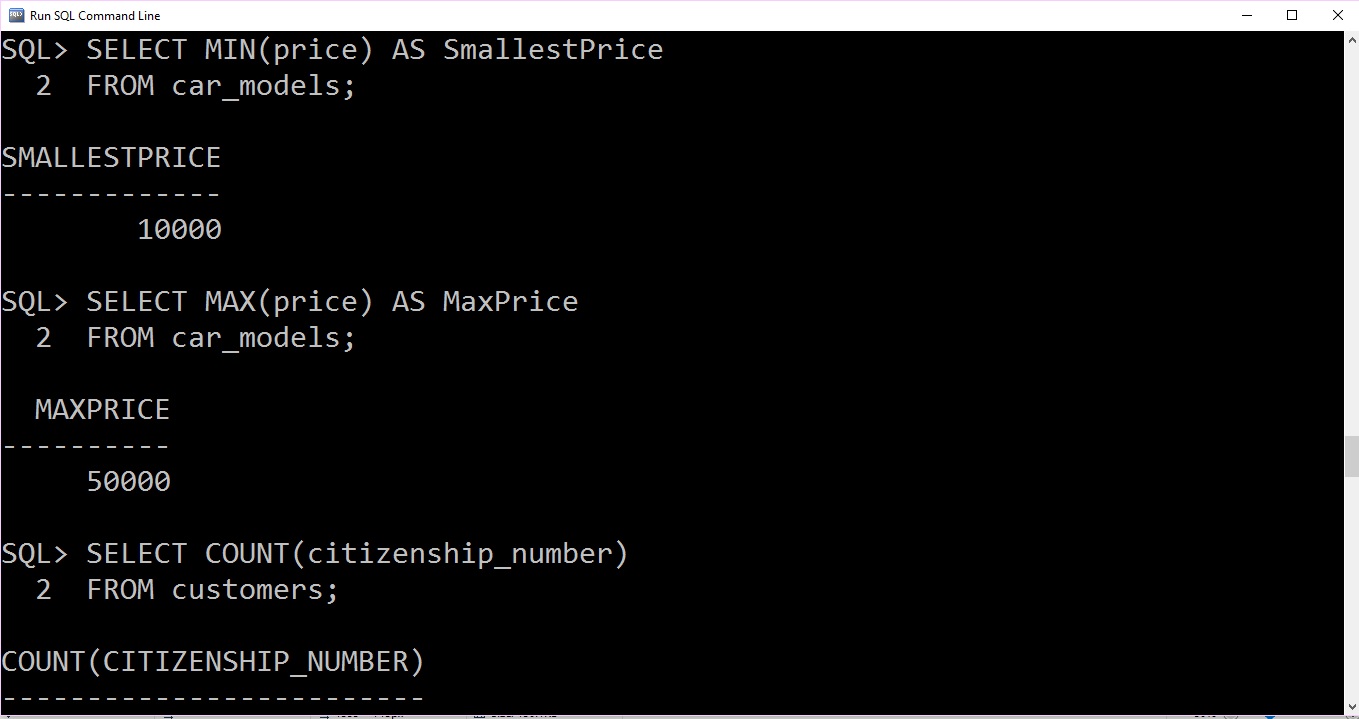 Run SQL Command Line
SQL> SELECT MIN(price) AS SmallestPrice
  2  FROM car_models;
SMALLESTPRICE
-------------
        10000
SQL> SELECT MAX(price) AS MaxPrice
  2  FROM car_models;
  MAXPRICE
----------
     50000
SQL> SELECT COUNT(citizenship_number)
  2  FROM customers;
COUNT(CITIZENSHIP_NUMBER)
-------------------------